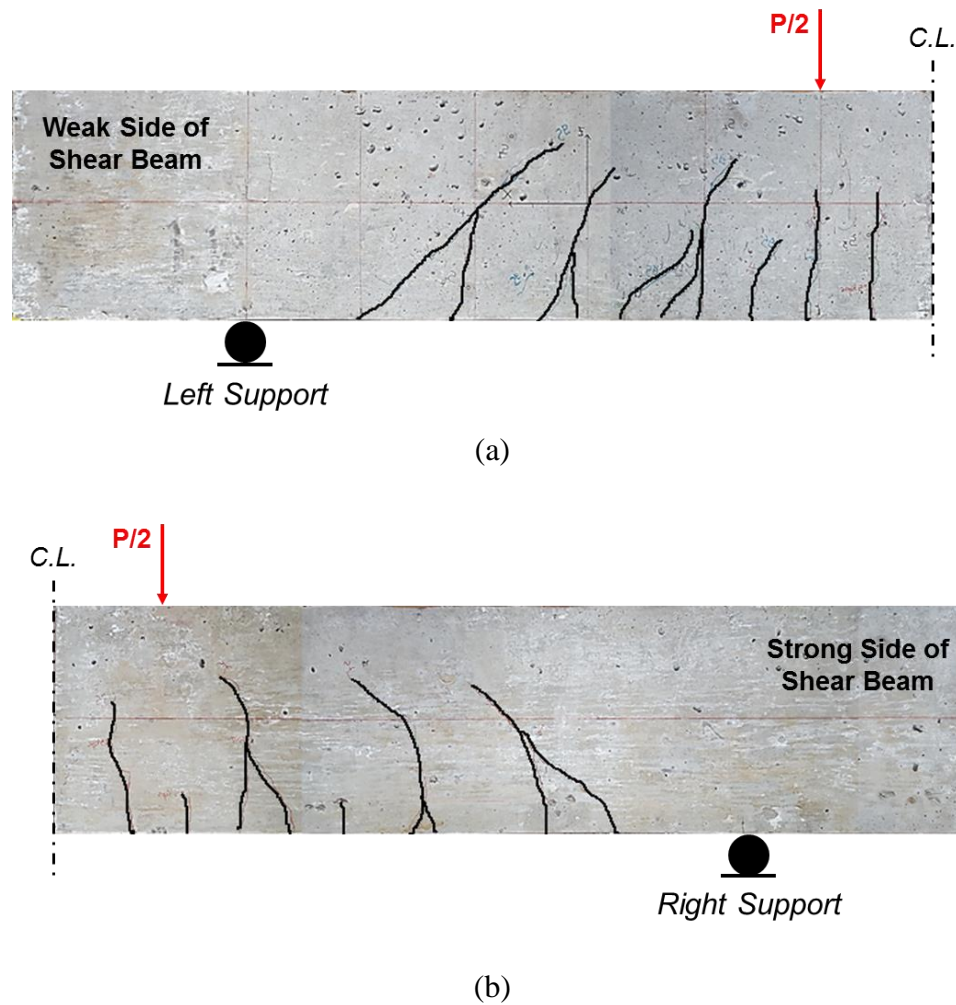 P/2
C.L.
Weak Side of
Shear Beam
Left Support
(a)
P/2
C.L.
Strong Side of
Shear Beam
Right Support
(b)